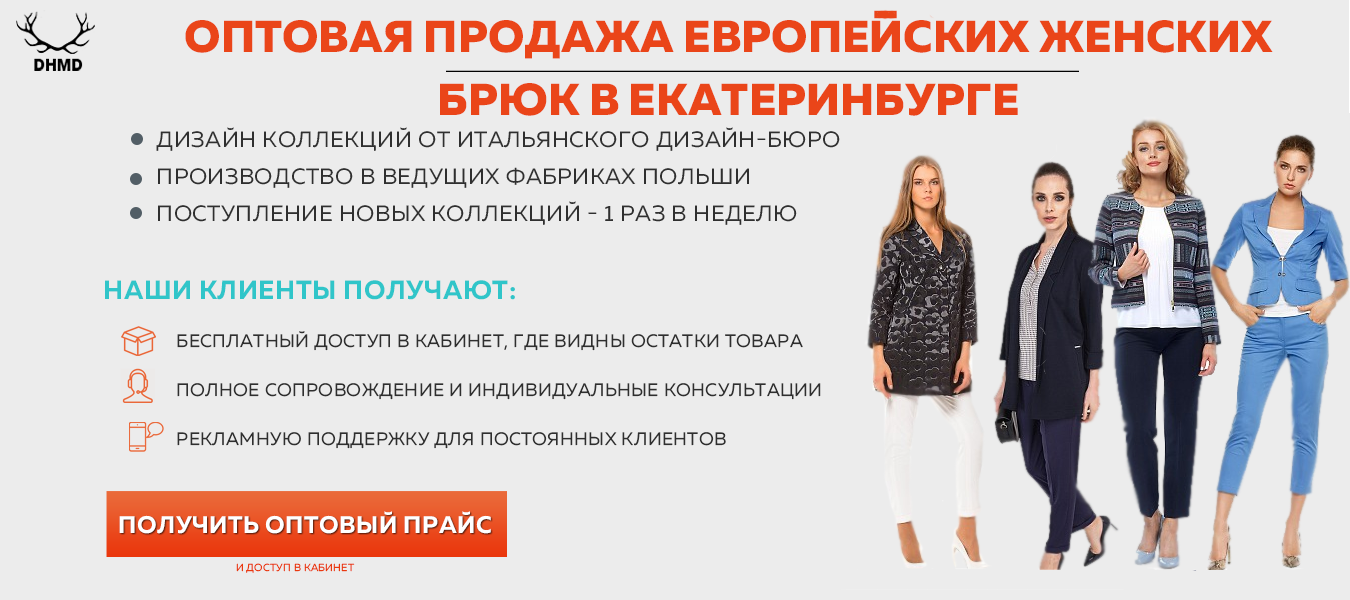 DHMD
ОПТОВАЯ ПРОДАЖА ЕВРОПЕЙСКИХ ЖЕНСКИХ
БРЮК В ЕКАТЕРИНБУРГЕ
ДИЗАЙН КОЛЛЕКЦИЙ ОТ ИТАЛЬЯНСКОГО ДИЗАЙН-БЮРО
ПРОИЗВОДСТВО В ВЕДУЩИХ ФАБРИКАХ ПОЛЬШИ
ПОСТУПЛЕНИЕ НОВЫХ КОЛЛЕКЦИЙ - 1 РАЗ В НЕДЕЛЮ
НАШИ КЛИЕНТЫ ПОЛУЧАЮТ:
БЕСПЛАТНЫЙ ДОСТУП В КАБИНЕТ, ГДЕ ВИДНЫ ОСТАТКИ ТОВАРА
ПОЛНОЕ СОПРОВОЖДЕНИЕ И ИНДИВИДУАЛЬНЫЕ КОНСУЛЬТАЦИИ
РЕКЛАМНУЮ ПОДДЕРЖКУ ДЛЯ ПОСТОЯННЫХ КЛИЕНТОВ
ПОЛУЧИТЬ ОПТОВЫЙ ПРАЙС
И ДОСТУП В КАБИНЕТ